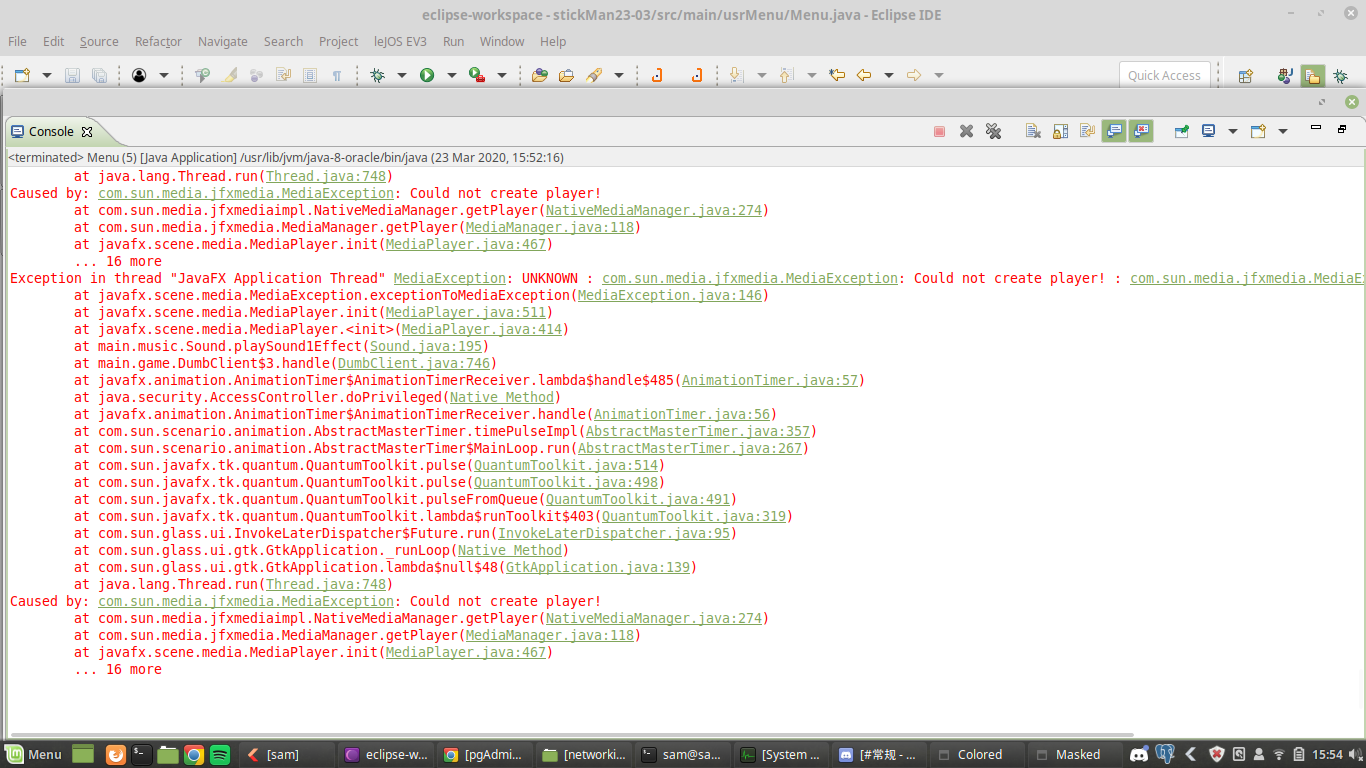 eclipse-workspace - stickMan23-03/src/main/usrMenu/Menu.java - Eclipse IDE
File Edit Source Refactor Navigate Search Project leJOS EV3 Run Window Help
Quick Access
Console
<terminated> Menu (5) [Java Application] /usr/lib/jvm/java-8-oracle/bin/java (23 Mar 2020, 15:52:16)
at java.lang.Thread.run(Thread.java:748)
Caused by: com.sun.media.jfxmedia.MediaException: Could not create player!
at com.sun.media.jfxmediaimpl.NativeMediaManager.getPlayer(NativeMediaManager.java:274)
at com.sun.media.jfxmedia.MediaManager.getPlayer(MediaManager.java:118)
at javafx.scene.media.MediaPlayer.init(MediaPlayer.java:467)
... 16 more
Exception in thread "JavaFX Application Thread" MediaException: UNKNOWN : com.sun.media.jfxmedia.MediaException: Could not create player! : com.sun.media.jfxmedia.MediaE
at javafx.scene.media.MediaException.exceptionToMediaException(MediaException.java:146)
at javafx.scene.media.MediaPlayer.init(MediaPlayer.java:511)
at javafx.scene.media.MediaPlayer.<init>(MediaPlayer.java:414)
at main.music.Sound.playSound1Effect(Sound.java:195)
at main.game.DumbClient$3.handle(DumbClient.java:746)
at javafx.animation.AnimationTimer$AnimationTimerReceiver.lambda$handle$485(AnimationTimer.java:57)
at java.security.AccessController.doPrivileged(Native Method)
at javafx.animation.AnimationTimer$AnimationTimerReceiver.handle(AnimationTimer.java:56)
at com.sun.scenario.animation.AbstractMasterTimer.timePulseImpl(AbstractMasterTimer.java:357)
at com.sun.scenario.animation.AbstractMasterTimer$MainLoop.run(AbstractMasterTimer.java:267)
at com.sun.javafx.tk.quantum.QuantumToolkit.pulse(QuantumToolkit.java:514)
at com.sun.javafx.tk.quantum.QuantumToolkit.pulse(QuantumToolkit.java:498)
at com.sun.javafx.tk.quantum.QuantumToolkit.pulseFromQueue(QuantumToolkit.java:491)
at com.sun.javafx.tk.quantum.QuantumToolkit.lambda$runToolkit$403(QuantumToolkit.java:319)
at com.sun.glass.ui.InvokeLaterDispatcher$Future.run(InvokeLaterDispatcher.java:95)
at com.sun.glass.ui.gtk.GtkApplication._runLoop(Native Method)
at com.sun.glass.ui.gtk.GtkApplication.lambda$null$48(GtkApplication.java:139)
at java.lang.Thread.run(Thread.java:748)
Caused by: com.sun.media.jfxmedia.MediaException: Could not create player!
at com.sun.media.jfxmediaimpl.NativeMediaManager.getPlayer(NativeMediaManager.java:274)
at com.sun.media.jfxmedia.MediaManager.getPlayer(MediaManager.java:118)
at javafx.scene.media.MediaPlayer.init(MediaPlayer.java:467)
... 16 more
Menu [sam] eclipse-w... [pgAdmi... [networki... sam@sa... [System ... [#常规 - ... Colored Masked 15:54